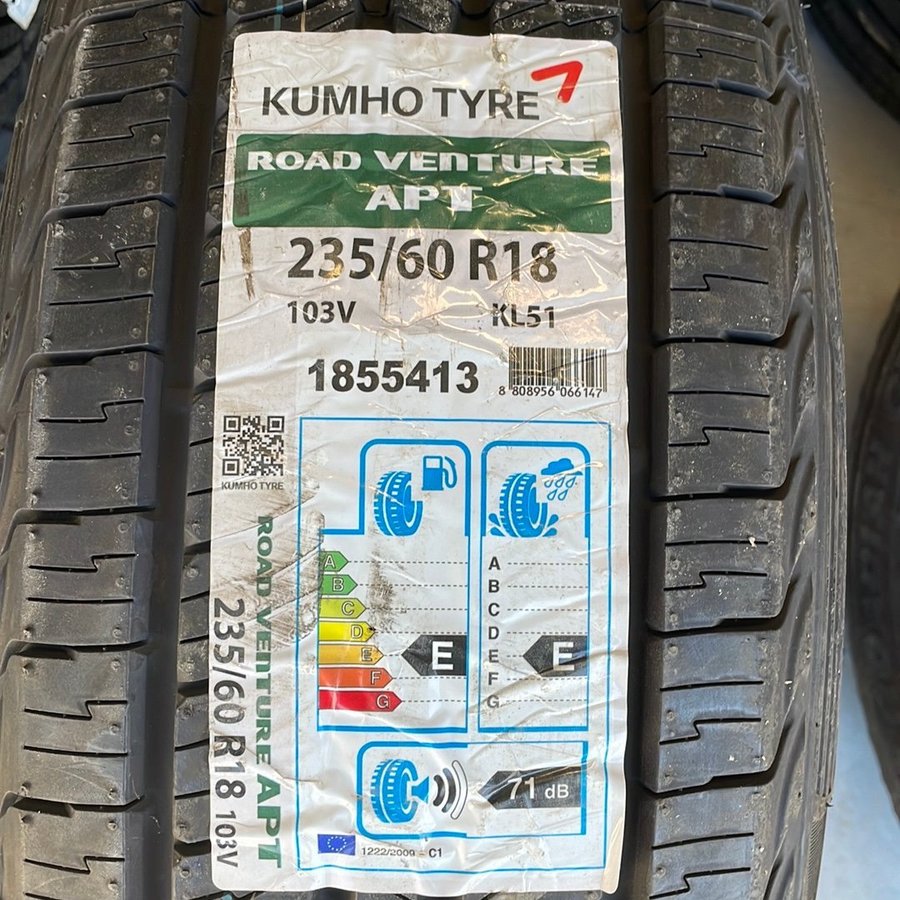 KUMHO TYRE
ROAD VENTURE
APT
235/60 R18
103V KL51
1855413
8 808956 066147
KUMHO TYRE
ROAD VENTURE APT
235/60 R18 103V
A
B
C
D
E
F
G
E
A
B
C
D
E
F
G
E
71 dB
1222/2009 - C1